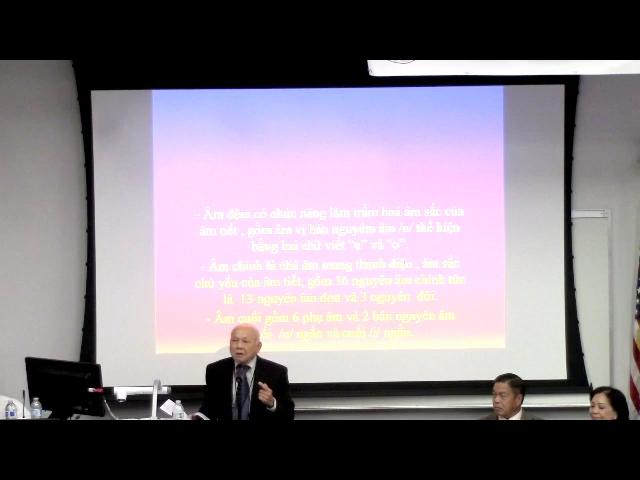 - Âm đệm có chức năng làm trầm hoá âm sắc của
âm tiết , gồm âm vị bán nguyên âm /u/ thể hiện
bằng hai chữ viết “u” và “o”.
- Âm chính là chủ âm mang thanh điệu , âm sắc
chủ yếu của âm tiết, gồm 16 nguyên âm chính tức
là 13 nguyên âm đơn và 3 nguyên đôi.
- Âm cuối gồm 6 phụ âm và 2 bán nguyên âm
ngắn và cuối /i/ ngắn.